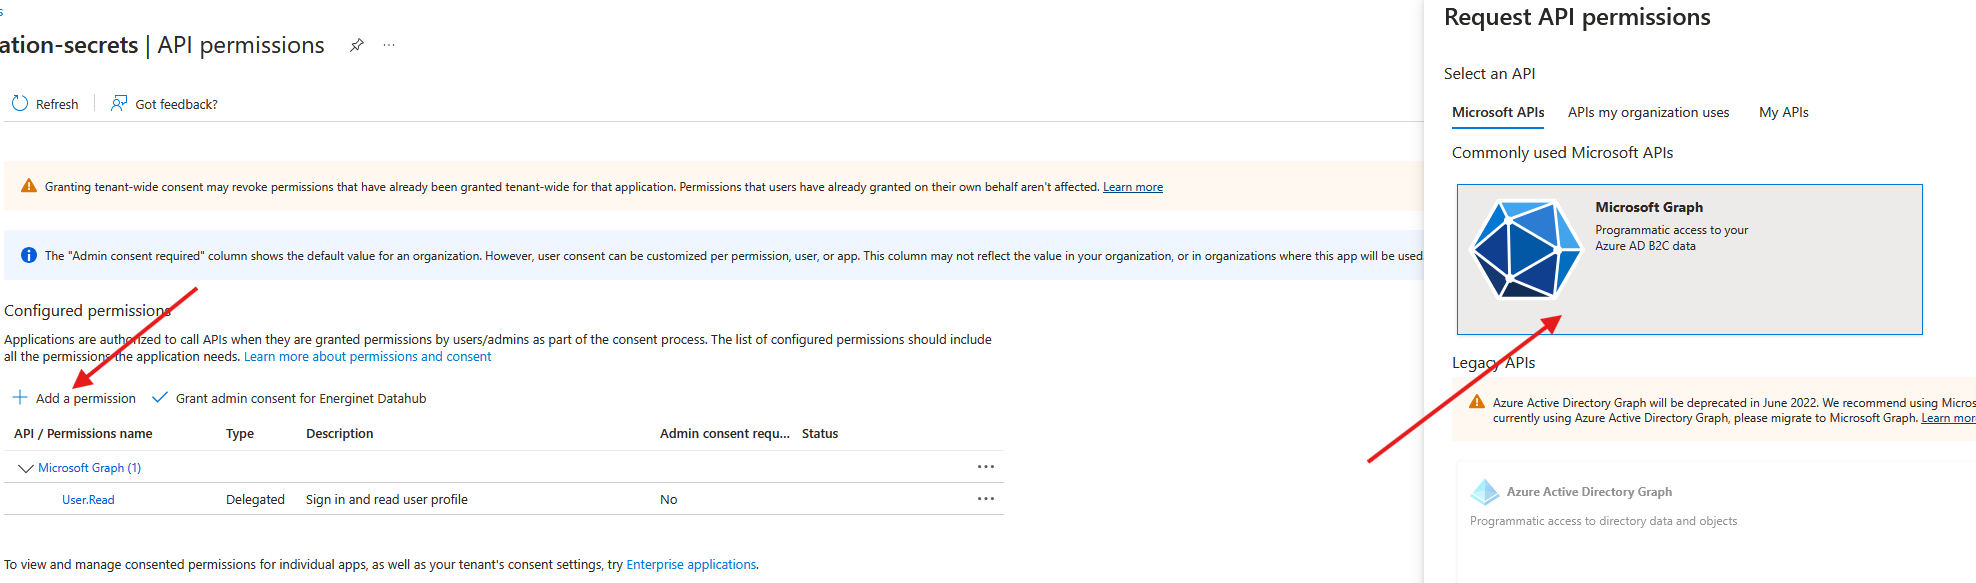 s
ation-secrets | API permissions
Refresh
Got feedback?
Granting tenant-wide consent may revoke permissions that have already been granted tenant-wide for that application. Permissions that users have already granted on their own behalf aren't affected. Learn more
The "Admin consent required" column shows the default value for an organization. However, user consent can be customized per permission, user, or app. This column may not reflect the value in your organization, or in organizations where this app will be used
Configured permissions
Applications are authorized to call APIs when they are granted permissions by users/admins as part of the consent process. The list of configured permissions should include
all the permissions the application needs. Learn more about permissions and consent
Add a permission
Grant admin consent for Energinet Datahub
API / Permissions name Type Description Admin consent requ... Status
Microsoft Graph (1)
User.Read Delegated Sign in and read user profile No
To view and manage consented permissions for individual apps, as well as your tenant's consent settings, try Enterprise applications.
Request API permissions
Select an API
Microsoft APIs APIs my organization uses My APIs
Commonly used Microsoft APIs
Microsoft Graph
Programmatic access to your
Azure AD B2C data
Legacy APIs
Azure Active Directory Graph will be deprecated in June 2022. We recommend using Micros
currently using Azure Active Directory Graph, please migrate to Microsoft Graph. Learn mor
Azure Active Directory Graph
Programmatic access to directory data and objects